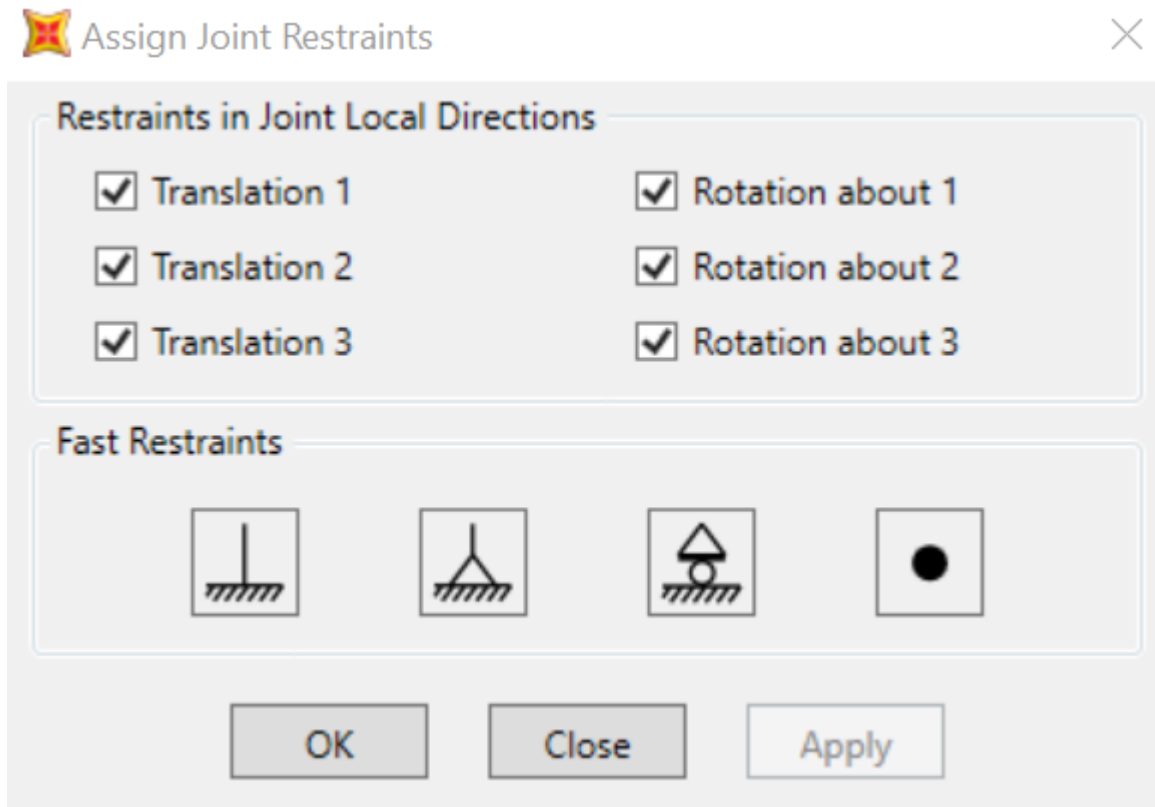 Assign Joint Restraints
Restraints in Joint Local Directions
Translation 1
Rotation about 1
Translation 2
Rotation about 2
Translation 3
Rotation about 3
Fast Restraints
OK
Close
Apply